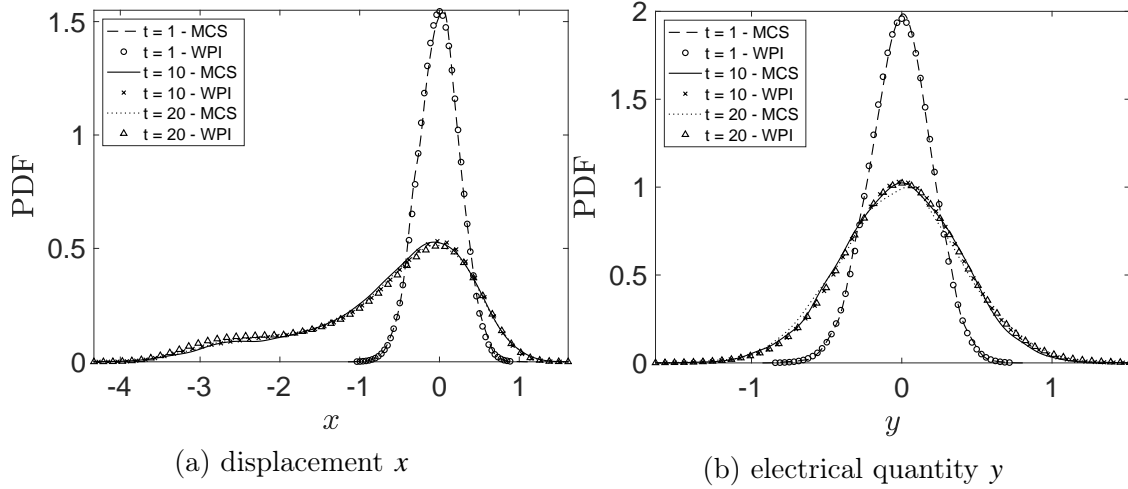 1.5
1
0.5
0
PDF
t = 1 - MCS
t = 1 - WPI
t = 10 - MCS
t = 10 - WPI
t = 20 - MCS
t = 20 - WPI
-4 -3 -2 -1 0 1
x
(a) displacement x
2
1.5
1
0.5
0
PDF
t = 1 - MCS
t = 1 - WPI
t = 10 - MCS
t = 10 - WPI
t = 20 - MCS
t = 20 - WPI
-1 0 1
y
(b) electrical quantity y